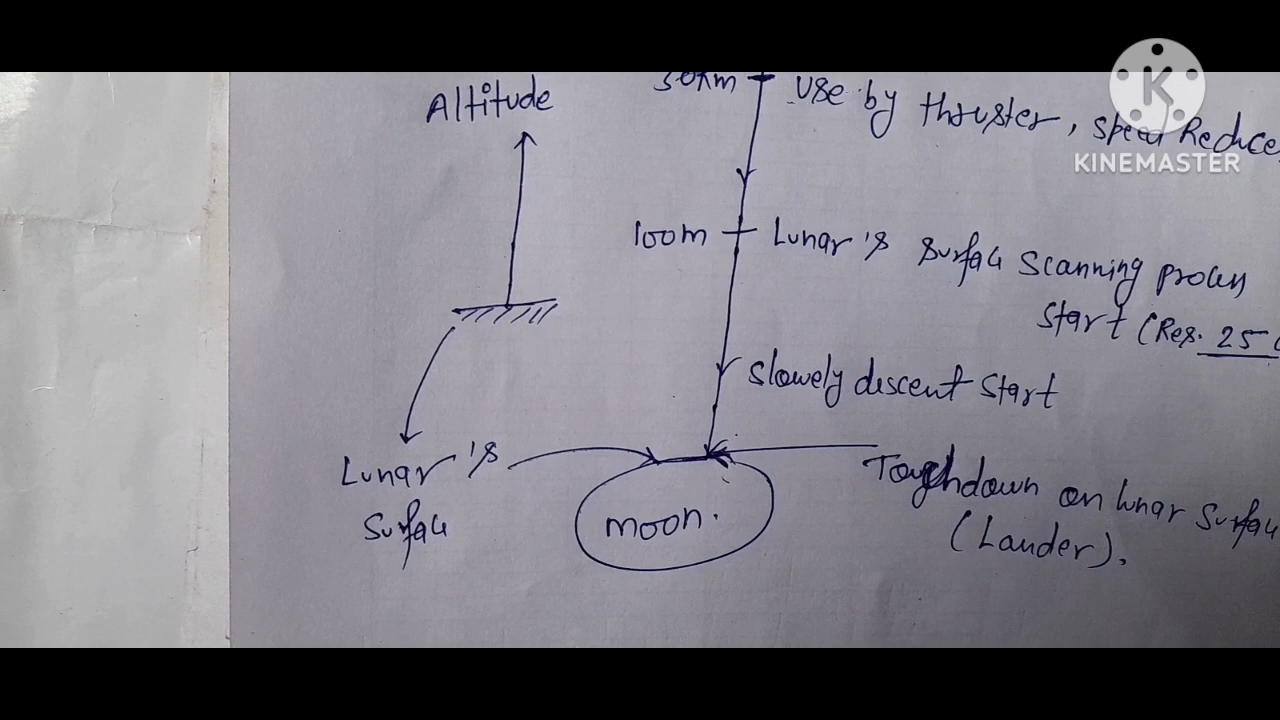 Altitude
use by thruster, speed Reduce
KINEMASTER
100m Lunar's surface scanning process
start (Res. 25
slowely descent start
Lunar's
surface
moon.
Touchdown on lunar surface
(Lander).